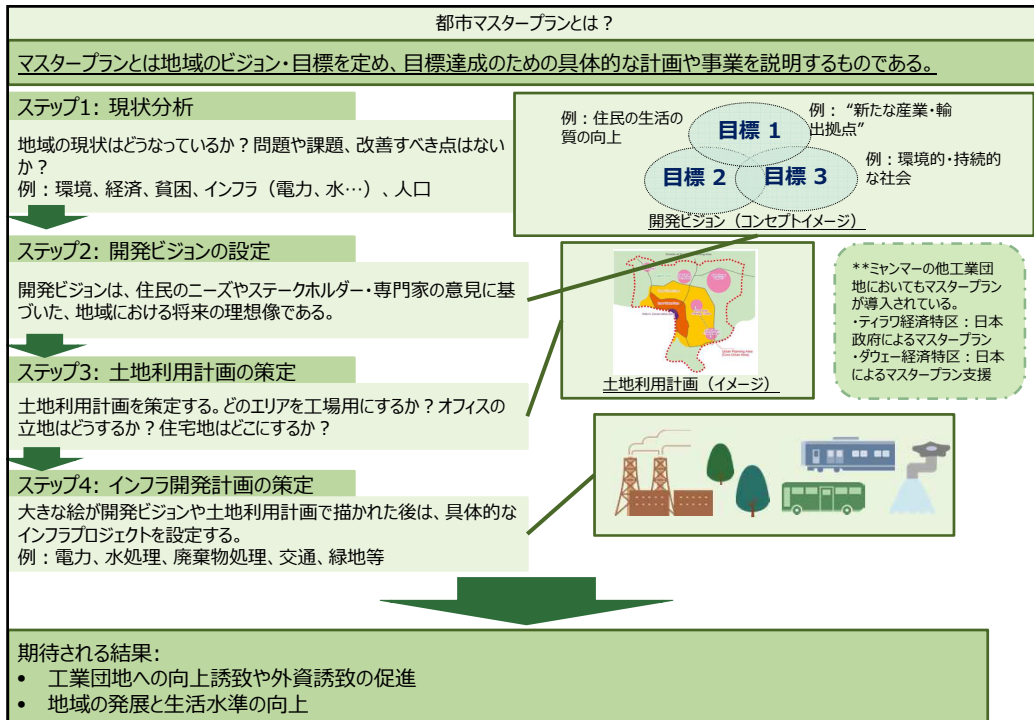 都市マスタープランとは？
マスタープランとは地域のビジョン・目標を定め、目標達成のための具体的な計画や事業を説明するものである。
ステップ1: 現状分析
地域の現状はどうなっているか？問題や課題、改善すべき点はない
か？
例：環境、経済、貧困、インフラ（電力、水…）、人口
例：住民の生活の
質の向上
例： “新たな産業・輸
出拠点”
目標 1
目標 2
目標 3
例：環境的・持続的
な社会
開発ビジョン（コンセプトイメージ）
ステップ2: 開発ビジョンの設定
開発ビジョンは、住民のニーズやステークホルダー・専門家の意見に基
づいた、地域における将来の理想像である。
土地利用計画（イメージ）
**ミャンマーの他工業団
地においてもマスタープラン
が導入されている。
・ティラワ経済特区：日本
政府によるマスタープラン
・ダウェー経済特区：日本
によるマスタープラン支援
ステップ3: 土地利用計画の策定
土地利用計画を策定する。どのエリアを工場用にするか？オフィスの
立地はどうするか？住宅地はどこにするか？
ステップ4: インフラ開発計画の策定
大きな絵が開発ビジョンや土地利用計画で描かれた後は、具体的な
インフラプロジェクトを設定する。
例：電力、水処理、廃棄物処理、交通、緑地等
期待される結果:
• 工業団地への向上誘致や外資誘致の促進
• 地域の発展と生活水準の向上